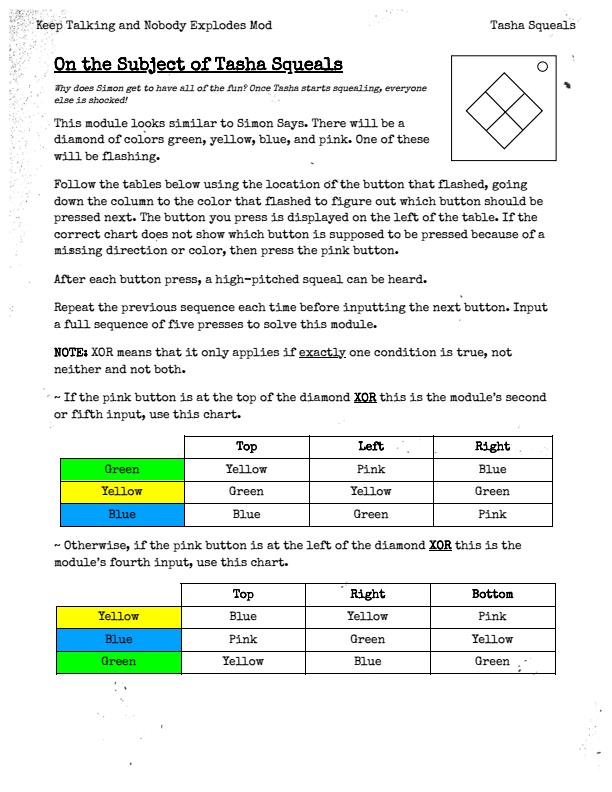 Keep Talking and Nobody Explodes Mod Tasha Squeals
On the Subject of Tasha Squeals
Why does Simon get to have all of the fun? Once Tasha starts squealing, everyone
else is shocked!
This module looks similar to Simon Says. There will be a
diamond of colors green, yellow, blue, and pink. One of these
will be flashing.
Follow the tables below using the location of the button that flashed, going
down the column to the color that flashed to figure out which button should be
pressed next. The button you press is displayed on the left of the table. If the
correct chart does not show which button is supposed to be pressed because of a
missing direction or color, then press the pink button.
After each button press, a high-pitched squeal can be heard.
Repeat the previous sequence each time before inputting the next button. Input
a full sequence of five presses to solve this module.
NOTE: XOR means that it only applies if exactly one condition is true, not
neither and not both.
~ If the pink button is at the top of the diamond XOR this is the module's second
or fifth input, use this chart.
Top Left Right
Green Yellow Pink Blue
Yellow Green Yellow Green
Blue Blue Green Pink
~ Otherwise, if the pink button is at the left of the diamond XOR this is the
module's fourth input, use this chart.
Top Right Bottom
Yellow Blue Yellow Pink
Blue Pink Green Yellow
Green Yellow Blue Green